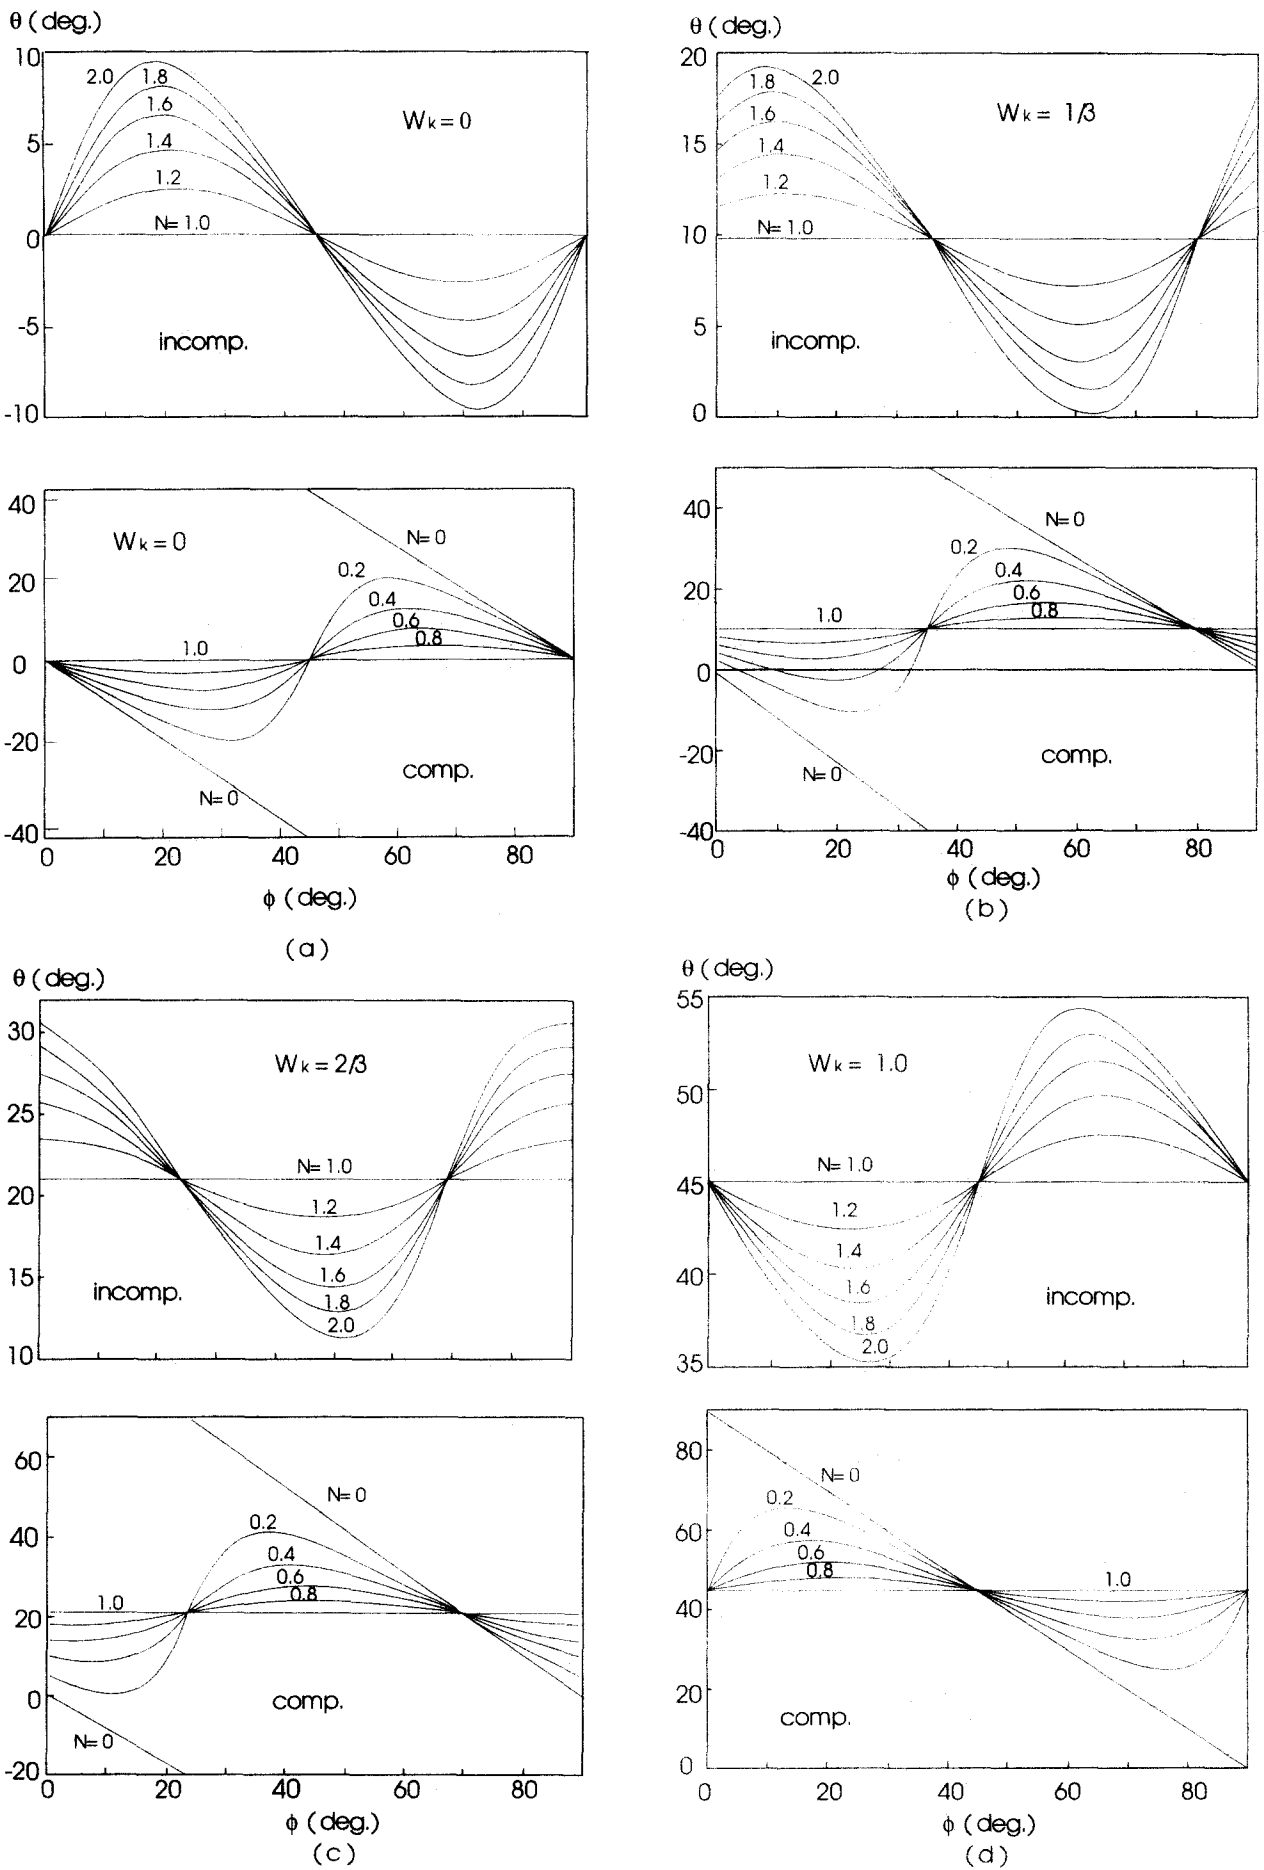 θ (deg.)
10
5
0
-5
-10
2.0
1.8
1.6
1.4
1.2
N= 1.0
Wk = 0
incomp.
40
20
0
-20
-40
Wk = 0
N= 0
0.2
0.4
0.6
0.8
1.0
N= 0
comp.
0 20 40 60 80
ϕ (deg.)
(a)
θ (deg.)
20
15
10
5
0
2.0
1.8
1.6
1.4
1.2
N= 1.0
Wk = 1/3
incomp.
40
20
0
-20
-40
N= 0
0.2
0.4
0.6
0.8
1.0
N= 0
comp.
0 20 40 60 80
ϕ (deg.)
(b)
θ (deg.)
30
25
20
15
10
Wk = 2/3
N= 1.0
1.2
1.4
1.6
1.8
2.0
incomp.
60
40
20
0
-20
N= 0
0.2
0.4
0.6
0.8
1.0
N= 0
comp.
0 20 40 60 80
ϕ (deg.)
(c)
θ (deg.)
55
50
45
40
35
Wk = 1.0
N= 1.0
1.2
1.4
1.6
1.8
2.0
incomp.
80
60
40
20
0
N= 0
0.2
0.4
0.6
0.8
1.0
comp.
0 20 40 60 80
ϕ (deg.)
(d)